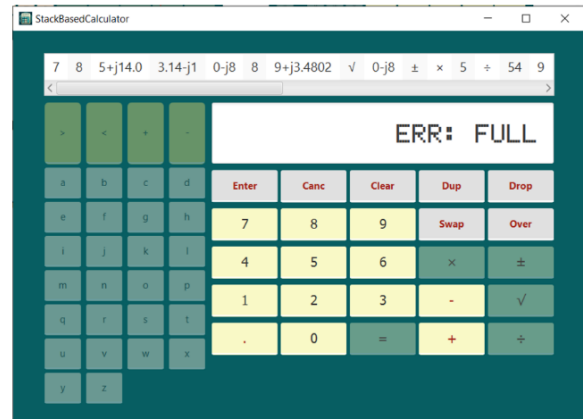 StackBasedCalculator
7 8 5+j14.0 3.14-j1 0-j8 8 9+j3.4802 √ 0-j8 ± × 5 ÷ 54 9
ERR: FULL
> < + -
a b c d Enter Canc Clear Dup Drop
e f g h 7 8 9 Swap Over
i j k l 4 5 6 × ±
m n o p 1 2 3 - √
q r s t . 0 = + ÷
u v w x
y z